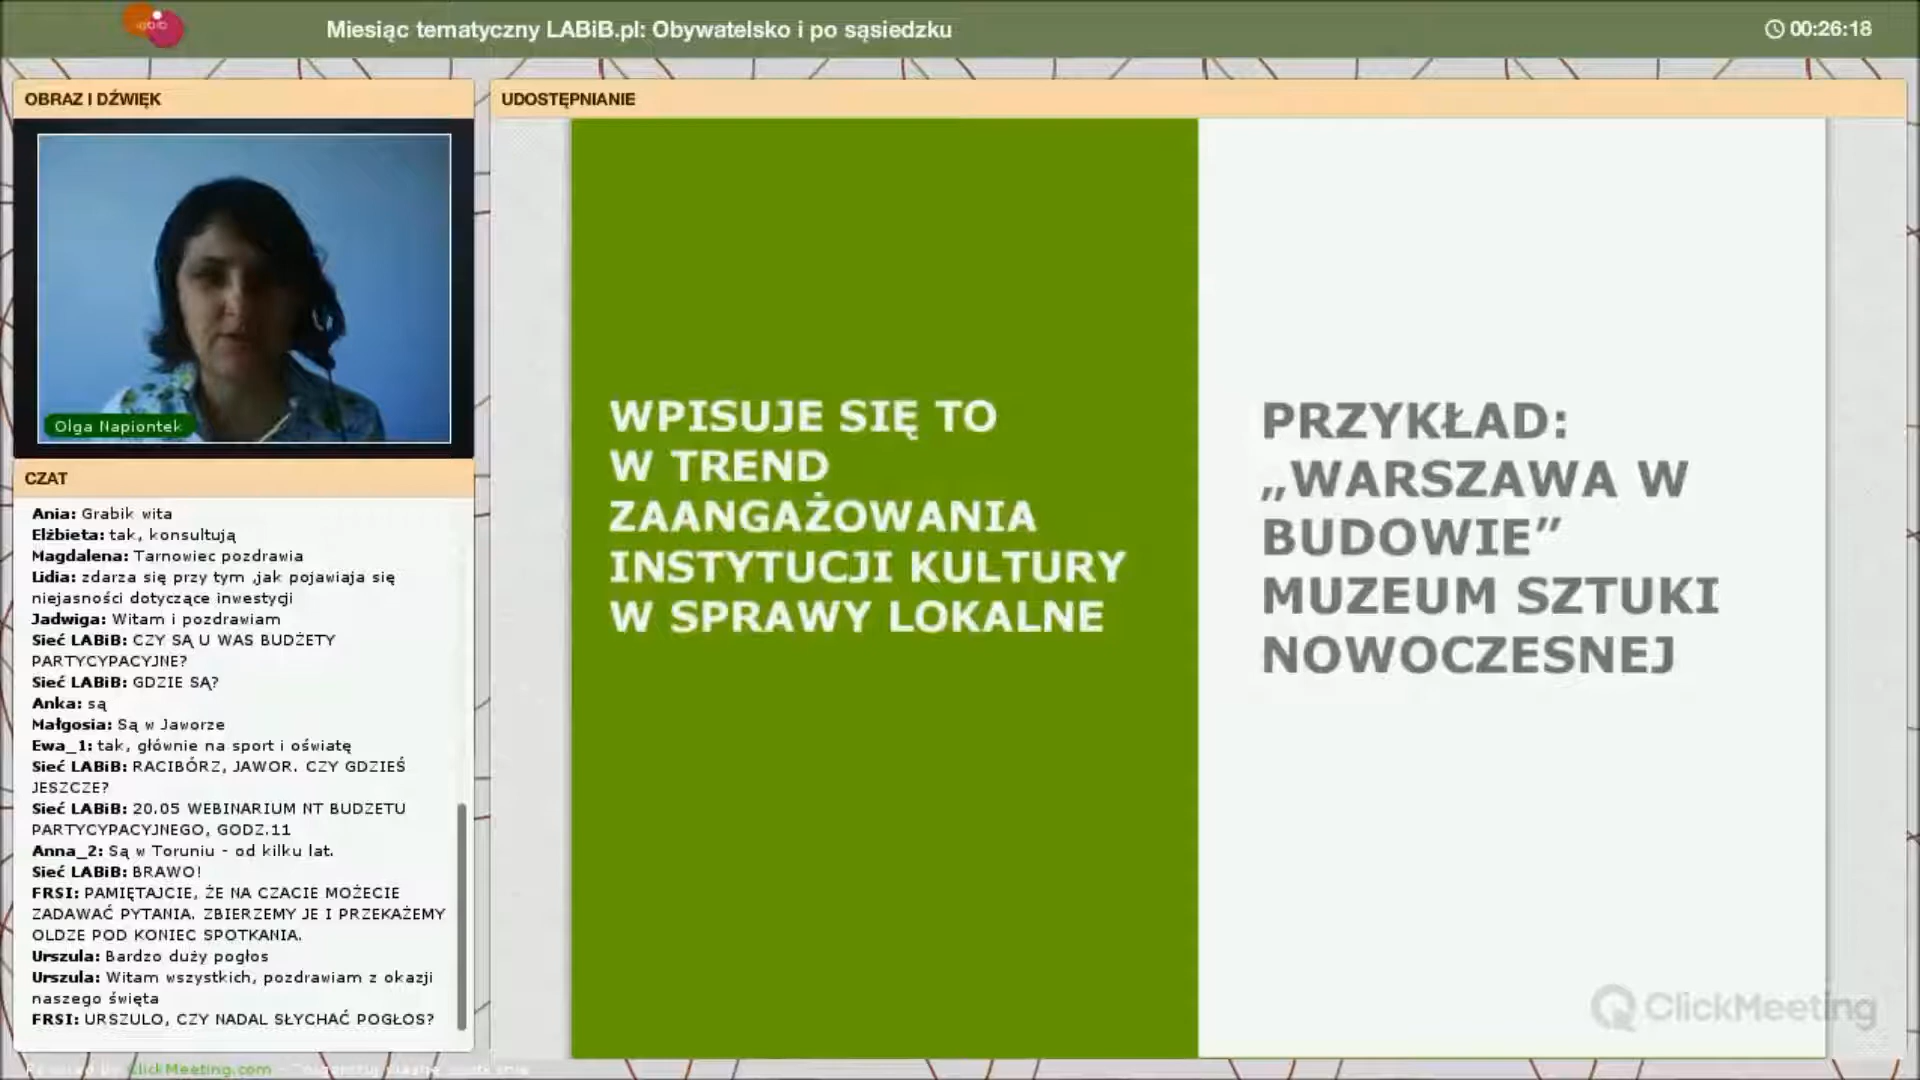 Miesiąc tematyczny LABiB.pl: Obywatelsko i po sąsiedzku
00:26:18
OBRAZ I DŹWIĘK
Olga Napiontek
CZAT
Ania: Grabik wita
Elżbieta: tak, konsultują
Magdalena: Tarnowiec pozdrawia
Lidia: zdarza się przy tym ,jak pojawiaja się
niejasności dotyczące inwestycji
Jadwiga: Witam i pozdrawiam
Sieć LABiB: CZY SĄ U WAS BUDŻETY
PARTYCYPACYJNE?
Sieć LABiB: GDZIE SĄ?
Anka: są
Małgosia: Są w Jaworze
Ewa_1: tak, głównie na sport i oświatę
Sieć LABiB: RACIBÓRZ, JAWOR. CZY GDZIEŚ
JESZCZE?
Sieć LABiB: 20.05 WEBINARIUM NT BUDZETU
PARTYCYPACYJNEGO, GODZ.11
Anna_2: Są w Toruniu - od kilku lat.
Sieć LABiB: BRAWO!
FRSI: PAMIĘTAJCIE, ŻE NA CZACIE MOŻECIE
ZADAWAĆ PYTANIA. ZBIERZEMY JE I PRZEKAŻEMY
OLDZE POD KONIEC SPOTKANIA.
Urszula: Bardzo duży pogłos
Urszula: Witam wszystkich, pozdrawiam z okazji
naszego święta
FRSI: URSZULO, CZY NADAL SŁYCHAĆ POGŁOS?
UDOSTĘPNIANIE
WPISUJE SIĘ TO
W TREND
ZAANGAŻOWANIA
INSTYTUCJI KULTURY
W SPRAWY LOKALNE
PRZYKŁAD:
„WARSZAWA W
BUDOWIE”
MUZEUM SZTUKI
NOWOCZESNEJ
ClickMeeting
Powered by ClickMeeting.com